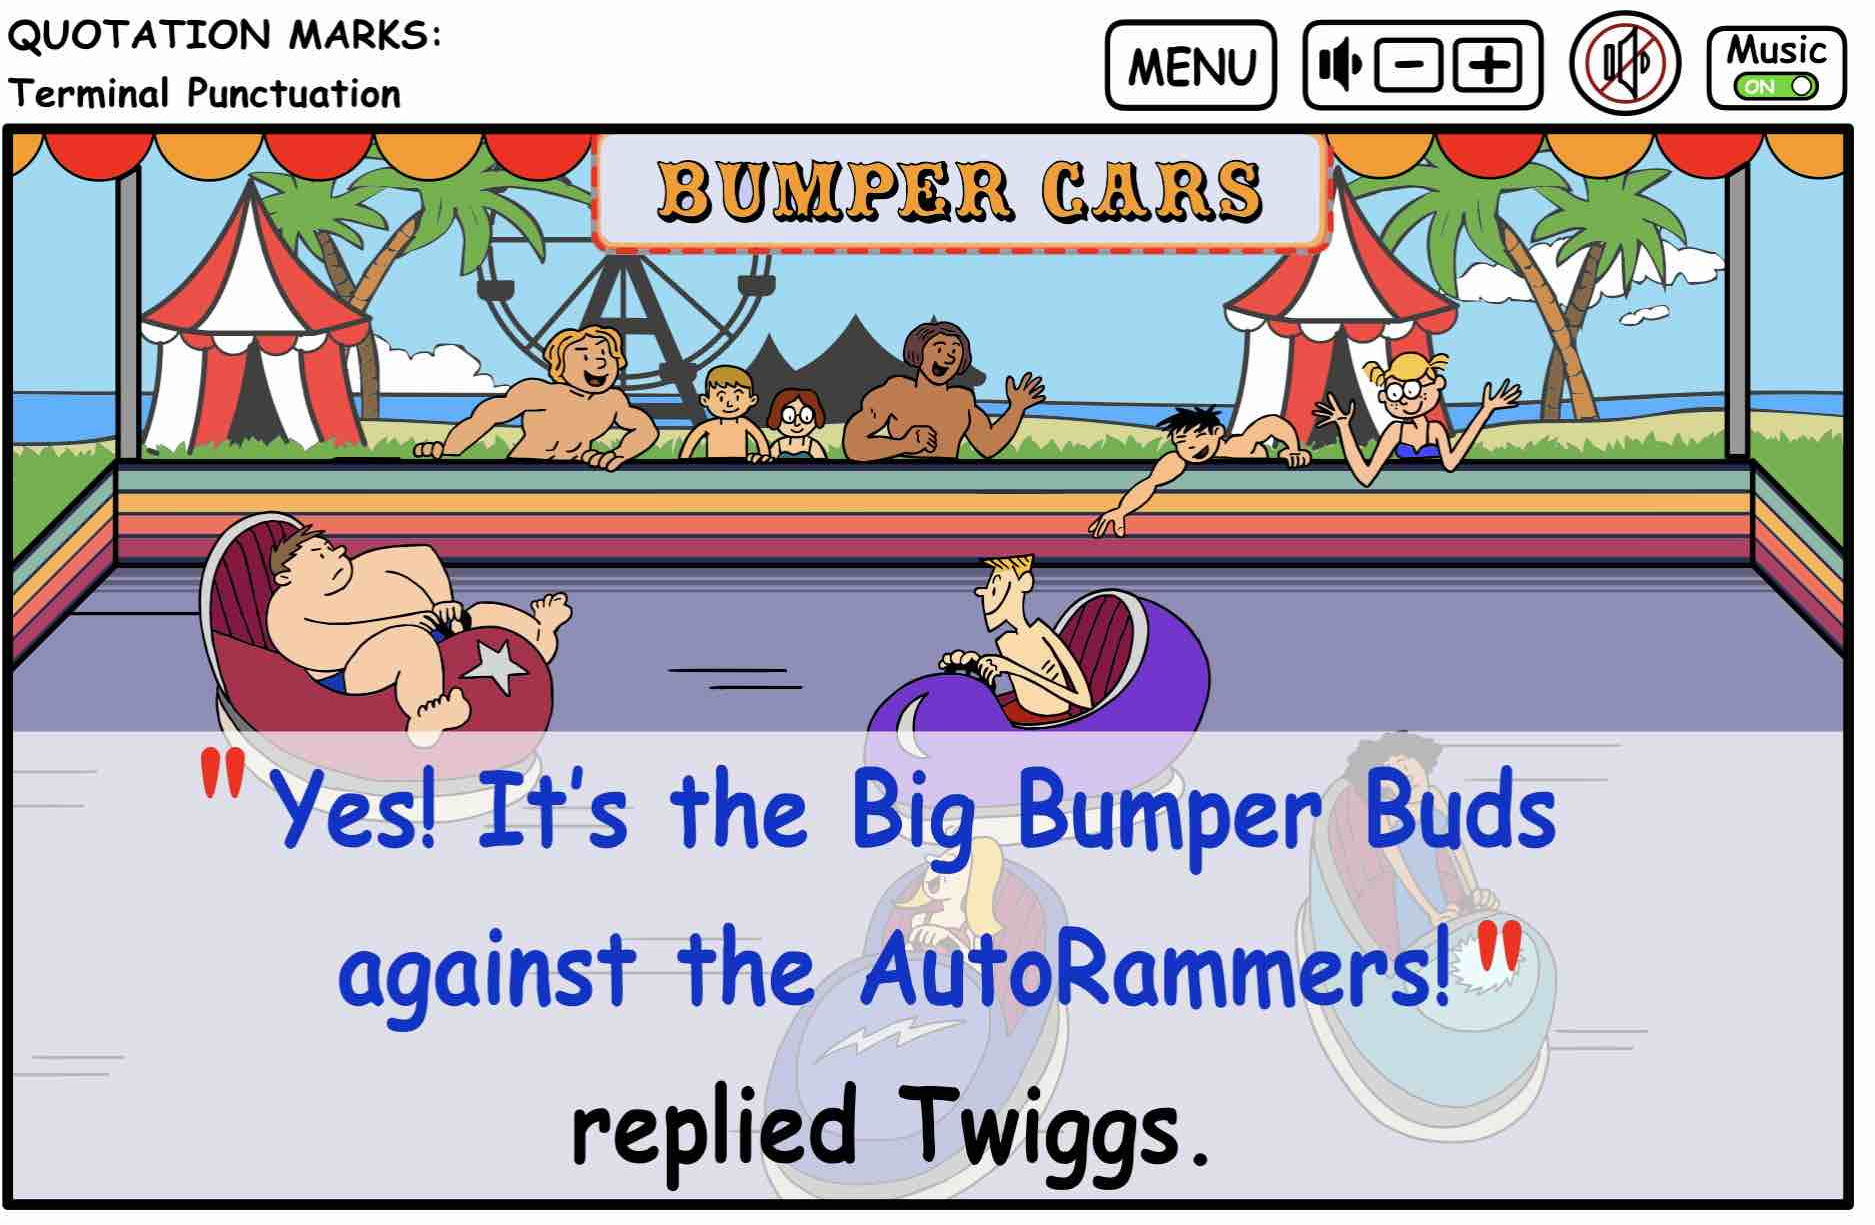 QUOTATION MARKS:
Terminal Punctuation
MENU
Music
ON
BUMPER CARS
"Yes! It's the Big Bumper Buds
against the AutoRammers!"
replied Twiggs.